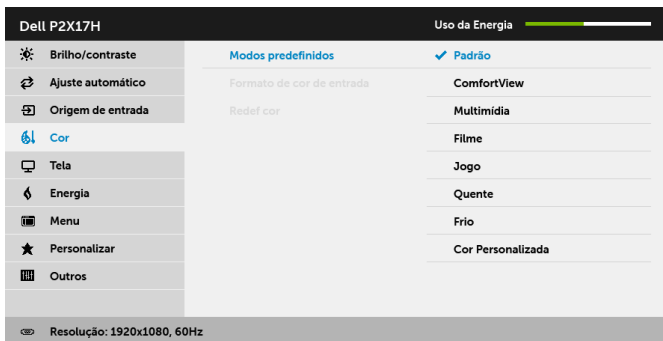 Dell P2X17H Uso da Energia
Brilho/contraste Modos predefinidos Padrão
Ajuste automático Formato de cor de entrada ComfortView
Origem de entrada Redef cor Multimídia
Cor Filme
Tela Jogo
Energia Quente
Menu Frio
Personalizar Cor Personalizada
Outros
Resolução: 1920x1080, 60Hz